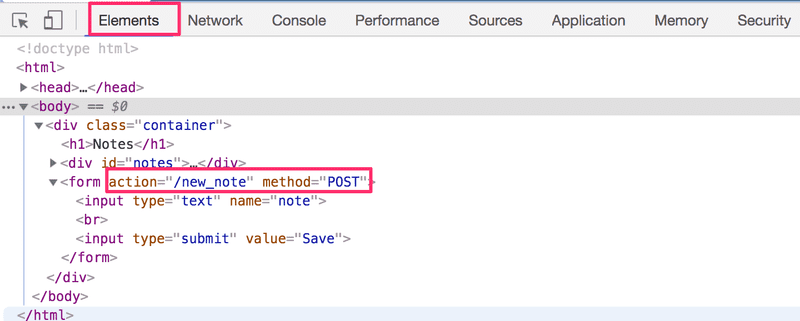 Elements Network Console Performance Sources Application Memory Security
<!doctype html>
<html>
<head>…</head>
<body> == $0
<div class="container">
<h1>Notes</h1>
<div id="notes">…</div>
<form action="/new_note" method="POST">
<input type="text" name="note">
<br>
<input type="submit" value="Save">
</form>
</div>
</body>
</html>